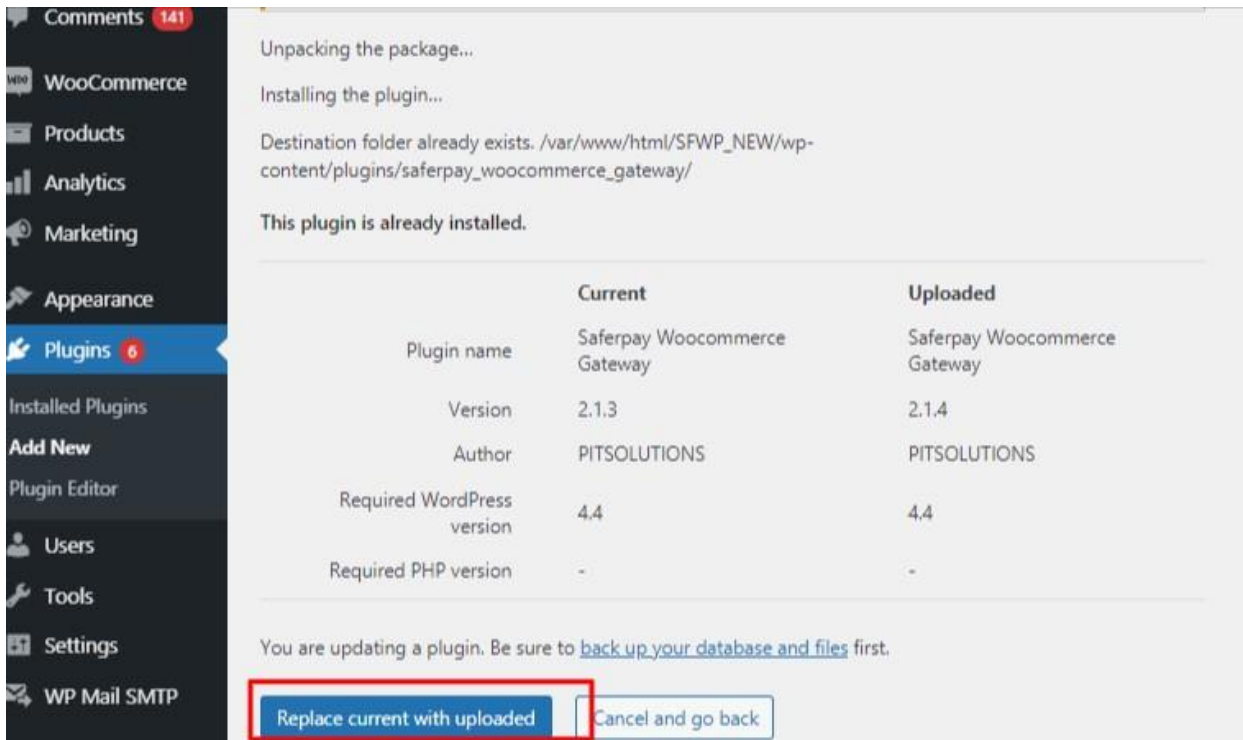 Comments 141
WooCommerce
Products
Analytics
Marketing
Appearance
Plugins 6
Installed Plugins
Add New
Plugin Editor
Users
Tools
Settings
WP Mail SMTP
Unpacking the package...
Installing the plugin...
Destination folder already exists. /var/www/html/SFWP_NEW/wp-
content/plugins/saferpay_woocommerce_gateway/
This plugin is already installed.
Current Uploaded
Plugin name Saferpay Woocommerce Gateway Saferpay Woocommerce Gateway
Version 2.1.3 2.1.4
Author PITSOLUTIONS PITSOLUTIONS
Required WordPress version 4.4 4.4
Required PHP version - -
You are updating a plugin. Be sure to back up your database and files first.
Replace current with uploaded Cancel and go back